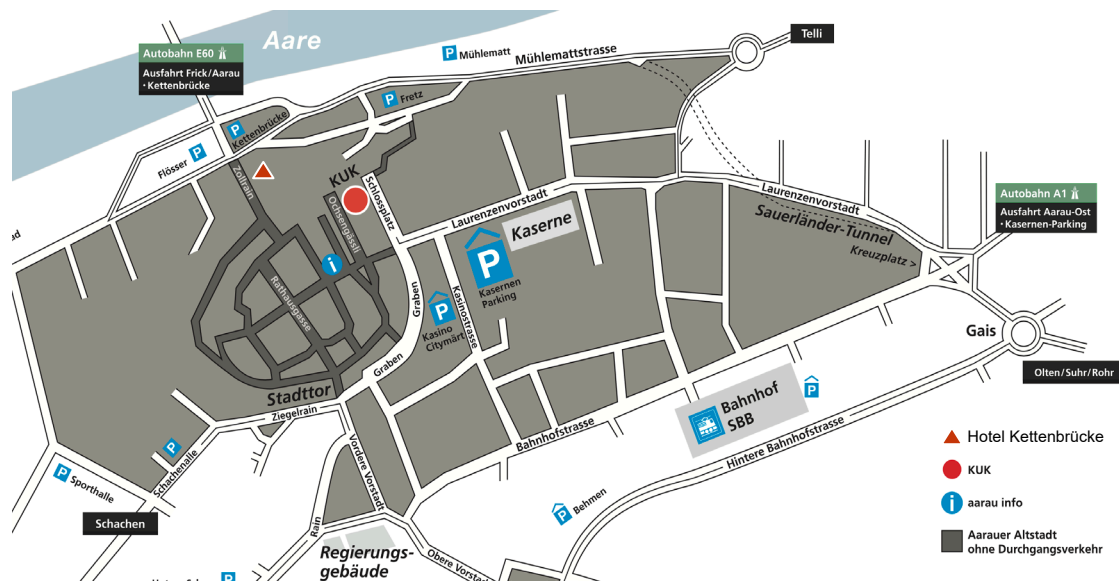 Aare
Autobahn E60
Ausfahrt Frick/Aarau
· Kettenbrücke
P Mühlematt
Mühlemattstrasse
Telli
P Fretz
P
Kettenbrücke
P
Flösser
Zollrain
KUK
Schlossplatz
Ochsengässli
Laurenzenvorstadt
Kaserne
P
Kasernen
Parking
Laurenzenvorstadt
Sauerländer-Tunnel
Kreuzplatz >
Autobahn A1
Ausfahrt Aarau-Ost
· Kasernen-Parking
ad
i
Rathausgasse
Graben
P
Kasino
Citymärt
Kasinostrasse
Graben
Gais
Olten/Suhr/Rohr
Stadttor
Ziegelrain
Bahnhof
SBB
P
Bahnhofstrasse
Hintere Bahnhofstrasse
Vordere Vorstadt
P
Schachenalle
P Sporthalle
Schachen
P Behmen
Rain
Regierungs-
gebäude
Obere Vorstadt
P
Hotel Kettenbrücke
KUK
i aarau info
Aarauer Altstadt
ohne Durchgangsverkehr